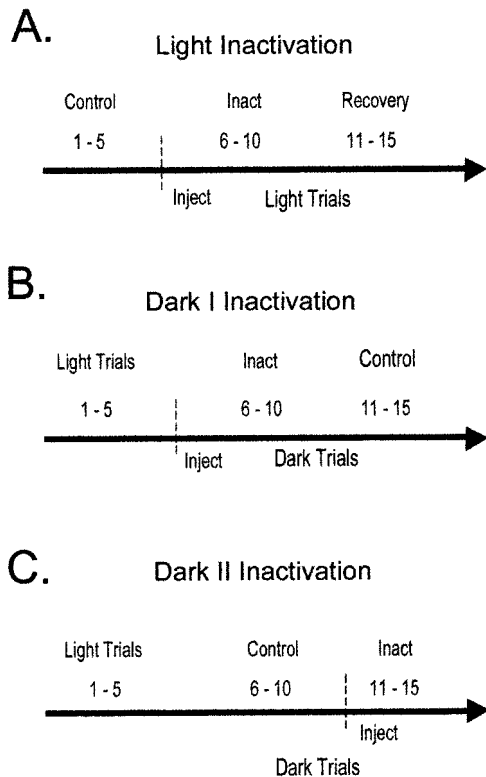 A.
Light Inactivation
Control Inact Recovery
1 - 5 6 - 10 11 - 15
Inject Light Trials
B.
Dark I Inactivation
Light Trials Inact Control
1 - 5 6 - 10 11 - 15
Inject Dark Trials
C.
Dark II Inactivation
Light Trials Control Inact
1 - 5 6 - 10 11 - 15
Inject
Dark Trials